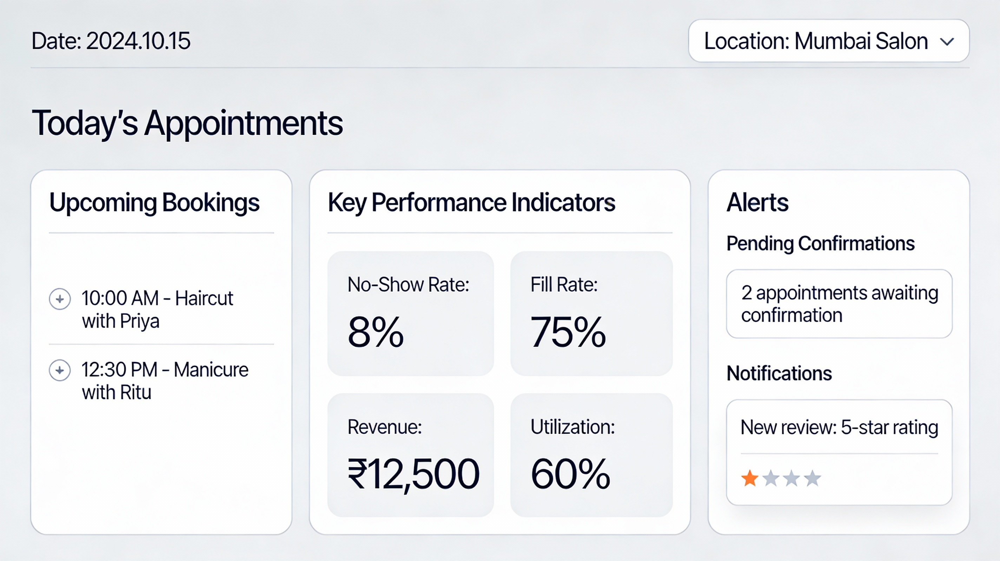 Date: 2024.10.15
Location: Mumbai Salon
Today’s Appointments
Upcoming Bookings
10:00 AM - Haircut
with Priya
12:30 PM - Manicure
with Ritu
Key Performance Indicators
No-Show Rate:
8%
Fill Rate:
75%
Revenue:
₹12,500
Utilization:
60%
Alerts
Pending Confirmations
2 appointments awaiting
confirmation
Notifications
New review: 5-star rating